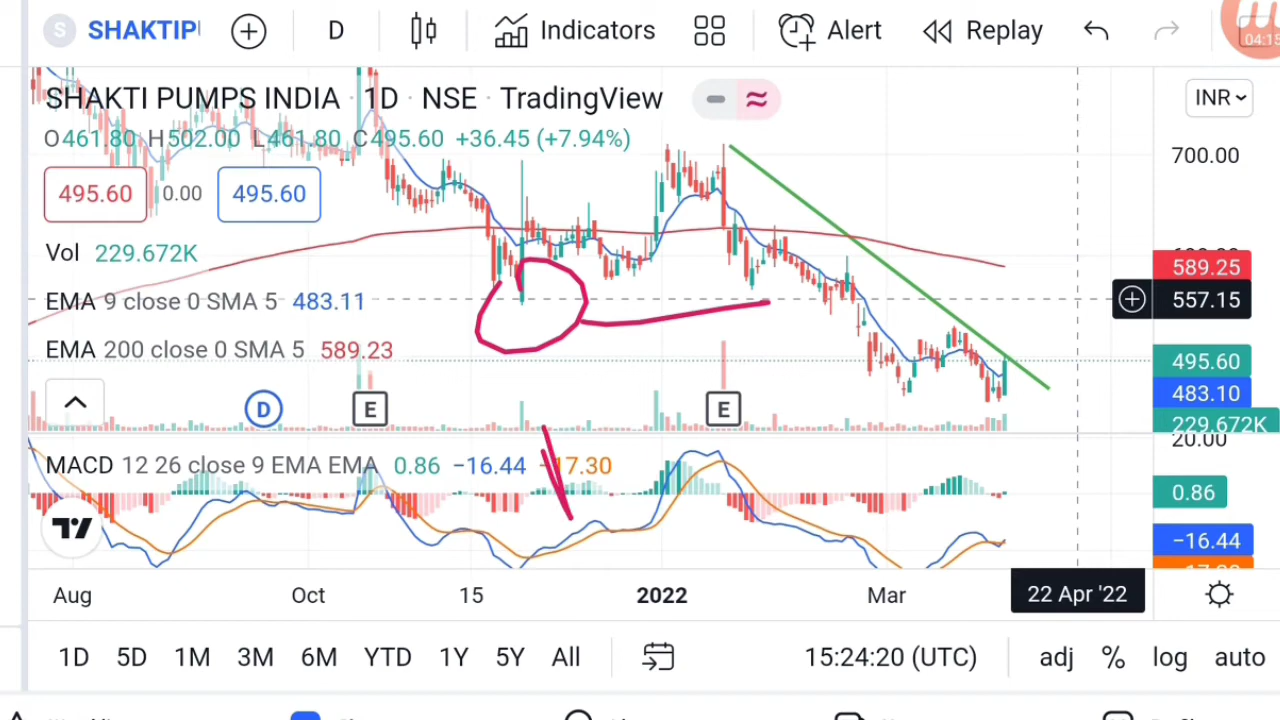 S SHAKTIP D Indicators Alert Replay 04:15
SHAKTI PUMPS INDIA · 1D · NSE · TradingView INR
O461.80 H502.00 L461.80 C495.60 +36.45 (+7.94%)
700.00
495.60 0.00 495.60
Vol 229.672K
589.25
EMA 9 close 0 SMA 5 483.11
557.15
EMA 200 close 0 SMA 5 589.23
495.60
483.10
D E E
229.672K
20.00
MACD 12 26 close 9 EMA EMA 0.86 −16.44 −17.30
0.86
−16.44
Aug Oct 15 2022 Mar 22 Apr '22
1D 5D 1M 3M 6M YTD 1Y 5Y All 15:24:20 (UTC) adj % log auto